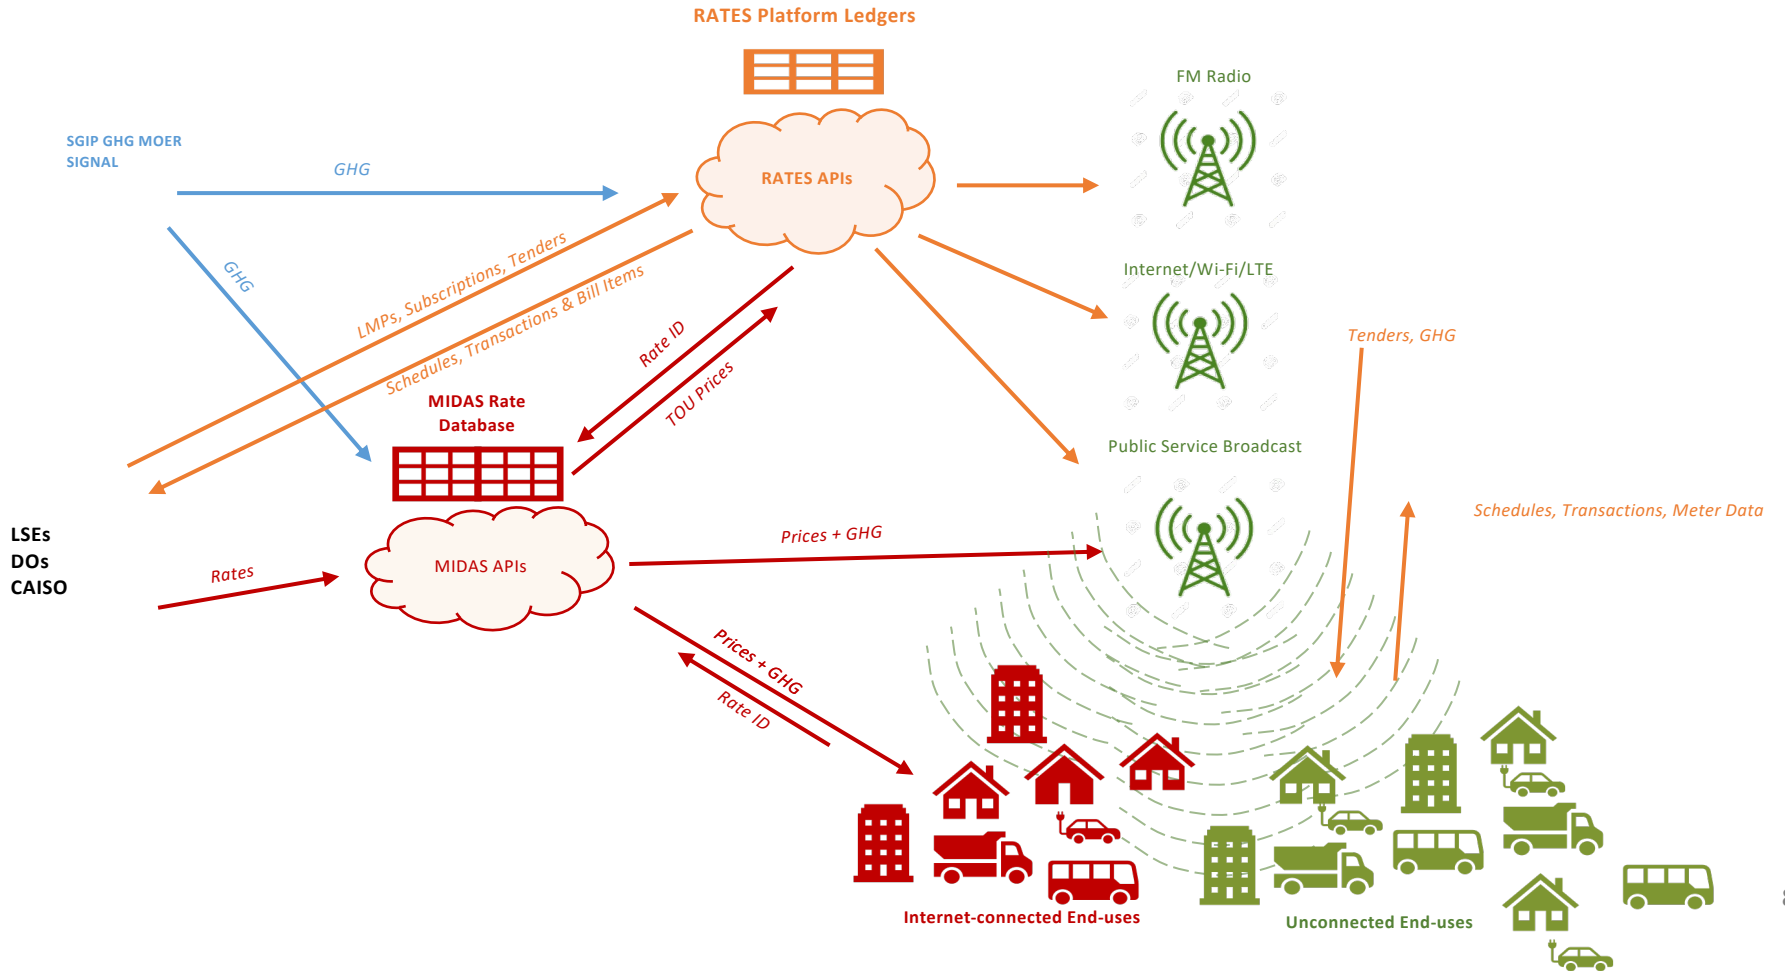 RATES Platform Ledgers
FM Radio
SGIP GHG MOER
SIGNAL
GHG
RATES APIs
GHG
LMPs, Subscriptions, Tenders
Schedules, Transactions & Bill Items
Internet/Wi-Fi/LTE
Rate ID
TOU Prices
Tenders, GHG
MIDAS Rate
Database
Public Service Broadcast
Schedules, Transactions, Meter Data
LSEs
DOs
CAISO
Rates
MIDAS APIs
Prices + GHG
Prices + GHG
Rate ID
Internet-connected End-uses
Unconnected End-uses